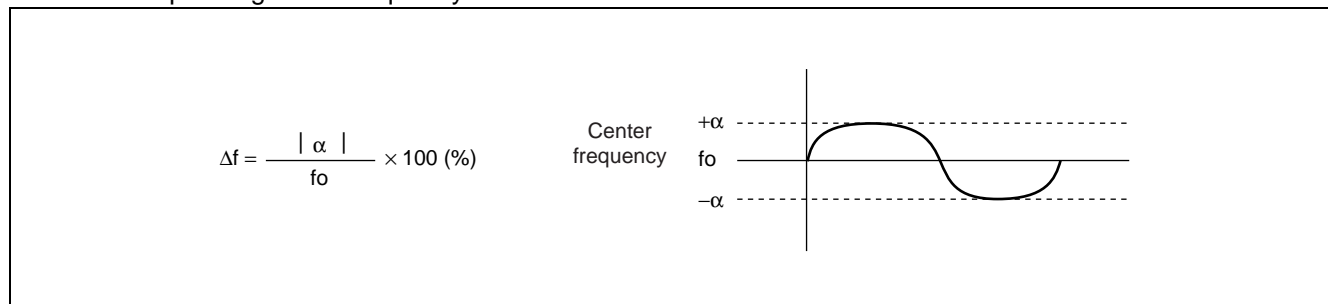 Δf = | α | / fo × 100 (%)
Center
frequency
+α
fo
−α